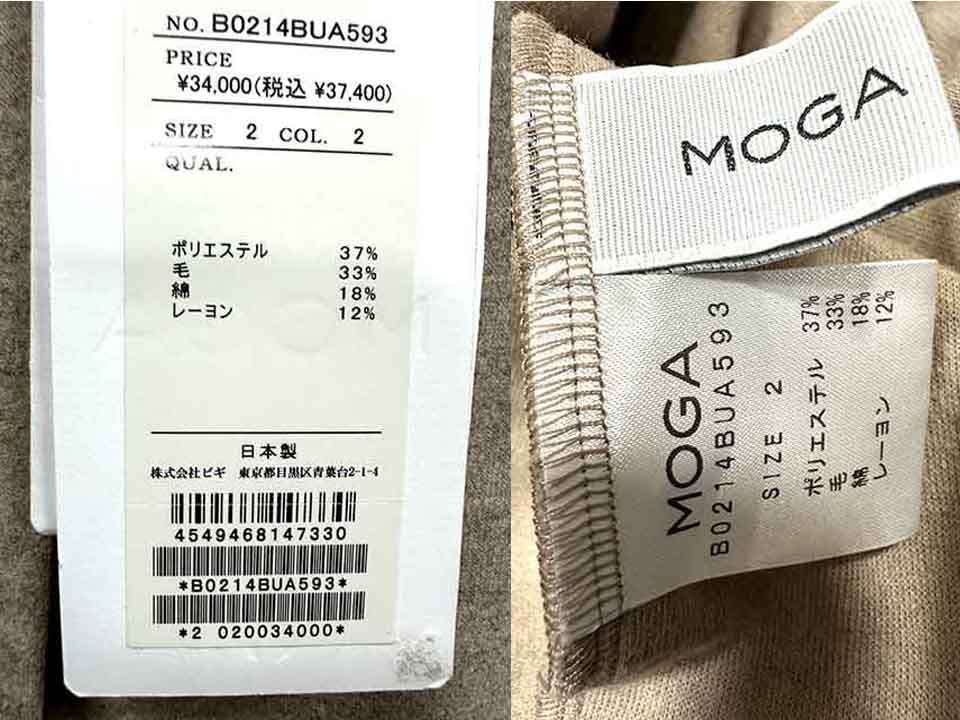 NO. B0214BUA593
PRICE
¥34,000(税込 ¥37,400)
SIZE 2 COL. 2
QUAL.
ポリエステル 37%
毛 33%
綿 18%
レーヨン 12%
日本製
株式会社ビギ 東京都目黒区青葉台2-1-4
4549468147330
*B0214BUA593*
*2 020034000*
MOGA
MOGA
B0214BUA593
SIZE 2
ポリエステル 37%
毛 33%
綿 18%
レーヨン 12%